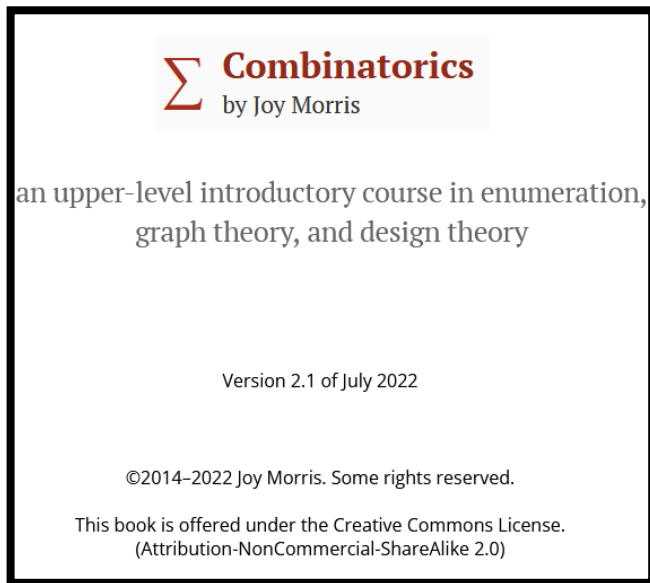 ∑ Combinatorics
by Joy Morris
an upper-level introductory course in enumeration,
graph theory, and design theory
Version 2.1 of July 2022
©2014–2022 Joy Morris. Some rights reserved.
This book is offered under the Creative Commons License.
(Attribution-NonCommercial-ShareAlike 2.0)